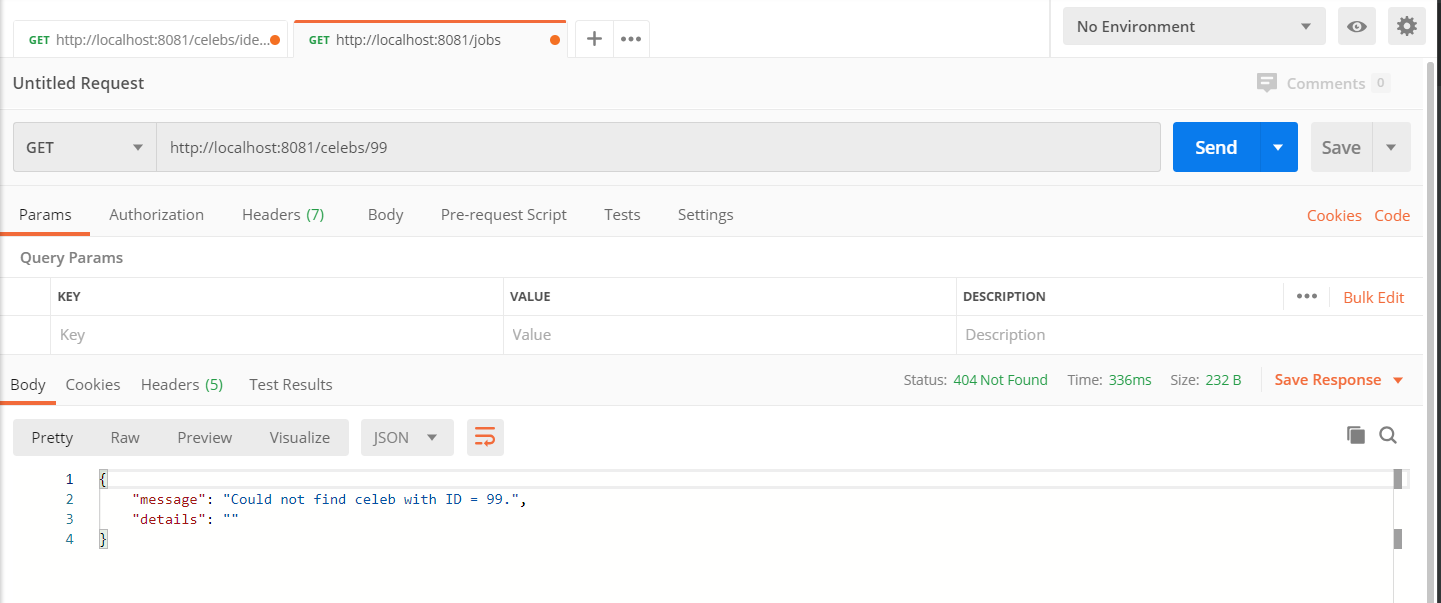 GET http://localhost:8081/celebs/ide... GET http://localhost:8081/jobs No Environment
Untitled Request Comments 0
GET http://localhost:8081/celebs/99 Send Save
Params Authorization Headers (7) Body Pre-request Script Tests Settings Cookies Code
Query Params
KEY VALUE DESCRIPTION Bulk Edit
Key Value Description
Body Cookies Headers (5) Test Results Status: 404 Not Found Time: 336ms Size: 232 B Save Response
Pretty Raw Preview Visualize JSON
1 {
2 "message": "Could not find celeb with ID = 99.",
3 "details": ""
4 }